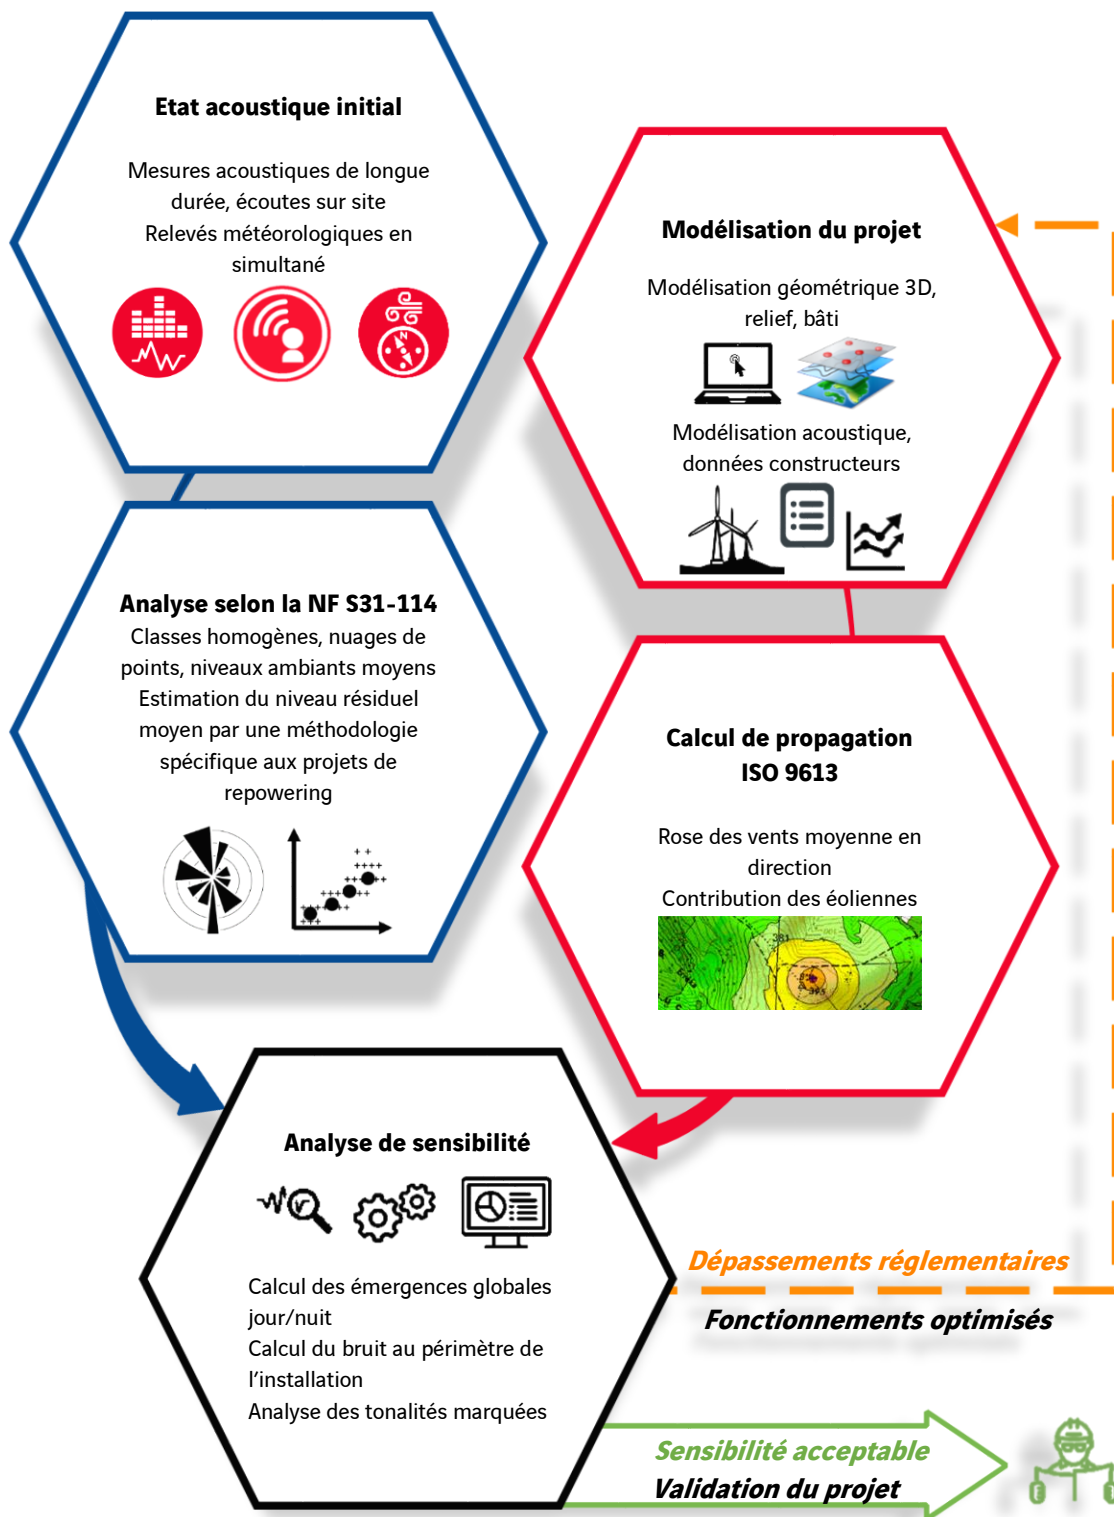 Etat acoustique initial
Mesures acoustiques de longue
durée, écoutes sur site
Relevés météorologiques en
simultané
Modélisation du projet
Modélisation géométrique 3D,
relief, bâti
Modélisation acoustique,
données constructeurs
Analyse selon la NF S31-114
Classes homogènes, nuages de
points, niveaux ambiants moyens
Estimation du niveau résiduel
moyen par une méthodologie
spécifique aux projets de
repowering
Calcul de propagation
ISO 9613
Rose des vents moyenne en
direction
Contribution des éoliennes
381
Analyse de sensibilité
Calcul des émergences globales
jour/nuit
Calcul du bruit au périmètre de
l'installation
Analyse des tonalités marquées
Dépassements réglementaires
Fonctionnements optimisés
Sensibilité acceptable
Validation du projet